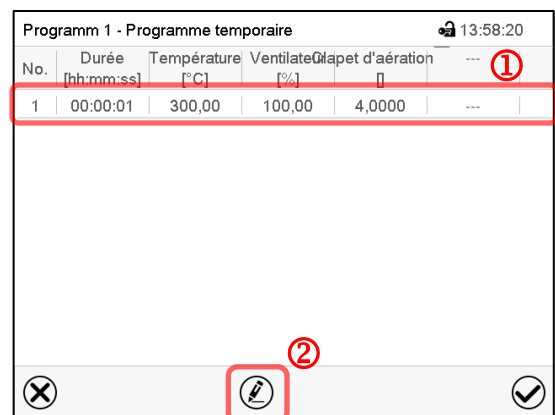 Programm 1 - Programme temporaire 13:58:20
No. Durée Température Ventilateur Clapet d'aération ---
[hh:mm:ss] [°C] [%] []
①
1 00:00:01 300,00 100,00 4,0000 ---
②